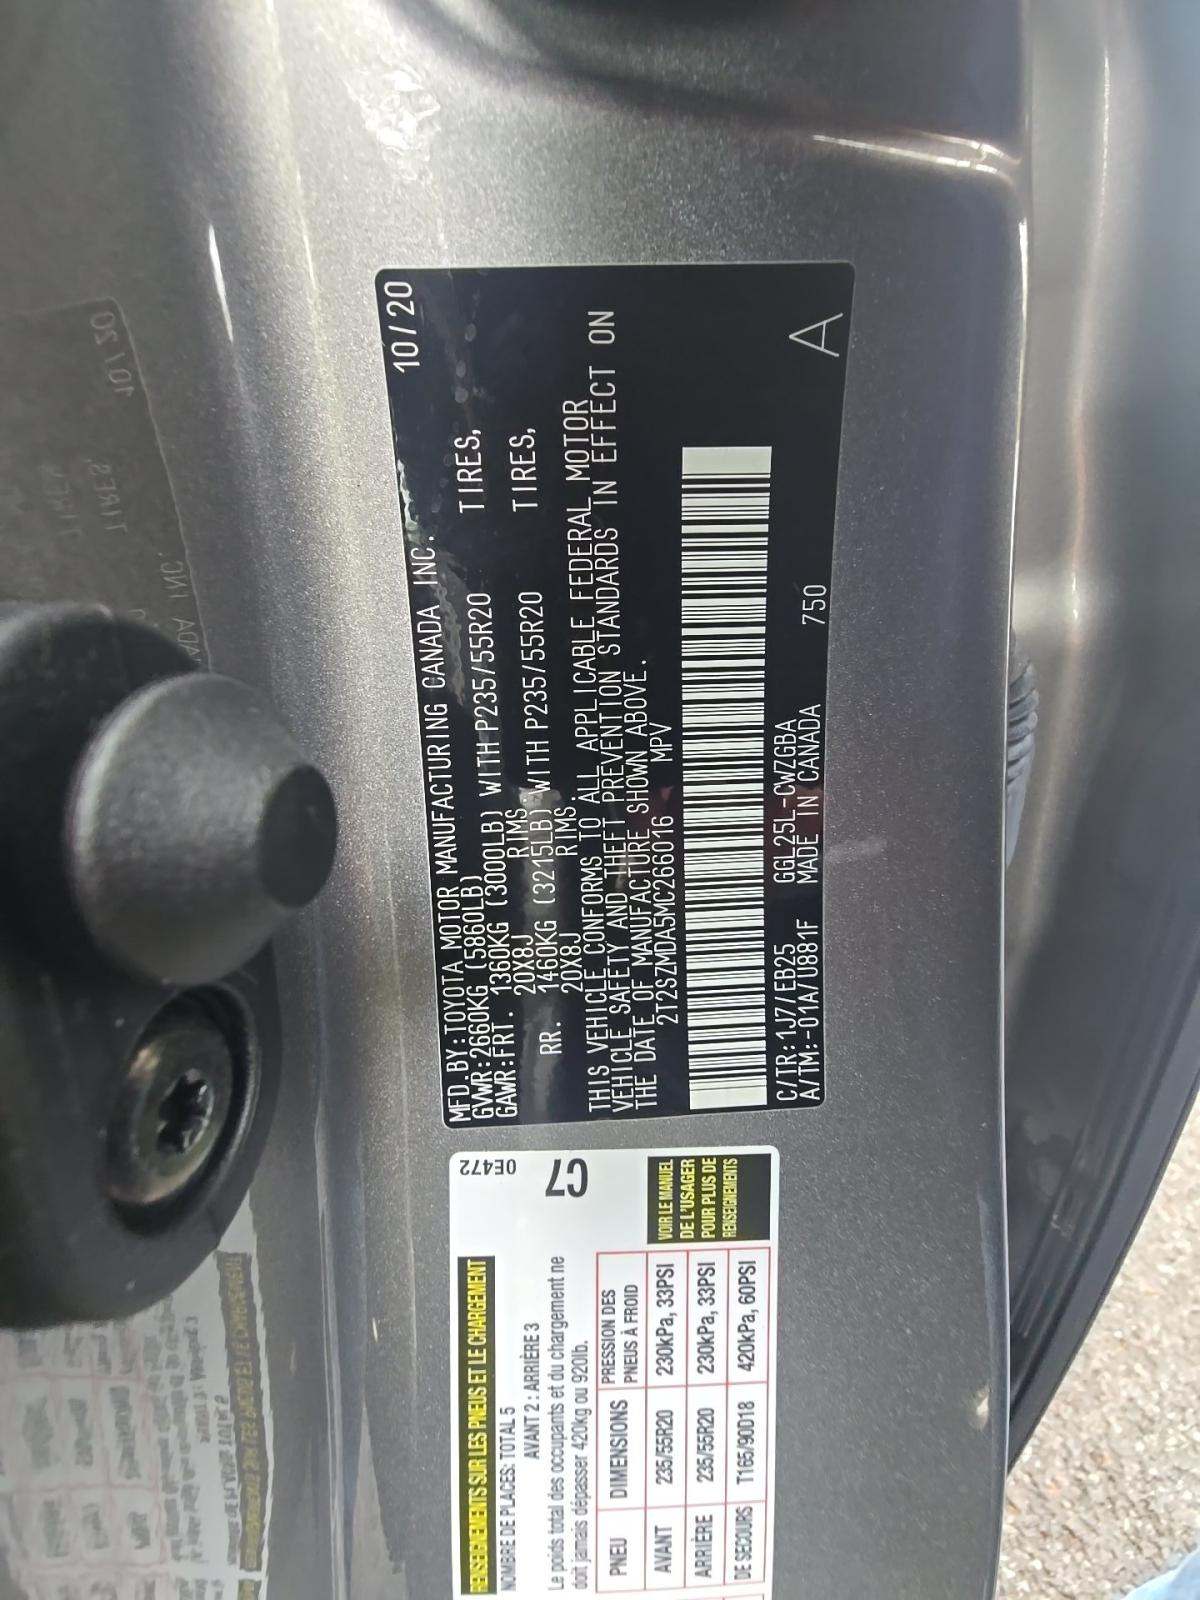 MFD.BY:TOYOTA MOTOR MANUFACTURING CANADA INC. 10/20
GVWR:2660KG (5860LB)
GAWR:FRT. 1360KG (3000LB) WITH P235/55R20 TIRES,
20X8J RIMS
RR. 1460KG (3215LB) WITH P235/55R20 TIRES,
20X8J RIMS
THIS VEHICLE CONFORMS TO ALL APPLICABLE FEDERAL MOTOR
VEHICLE SAFETY AND THEFT PREVENTION STANDARDS IN EFFECT ON
THE DATE OF MANUFACTURE SHOWN ABOVE.
2T2SZMDA5MC266016 MPV
C/TR:1J7/EB25 GGL25L-CWZGBA
A/TM:-01A/U881F MADE IN CANADA 750
A
RENSEIGNEMENTS SUR LES PNEUS ET LE CHARGEMENT
0E472
NOMBRE DE PLACES: TOTAL 5
AVANT 2 : ARRIÈRE 3
C7
Le poids total des occupants et du chargement ne
doit jamais dépasser 420kg ou 920lb.
PNEU DIMENSIONS PRESSION DES PNEUS À FROID
AVANT 235/55R20 230kPa, 33PSI
ARRIÈRE 235/55R20 230kPa, 33PSI
DE SECOURS T165/90D18 420kPa, 60PSI
VOIR LE MANUEL
DE L'USAGER
POUR PLUS DE
RENSEIGNEMENTS